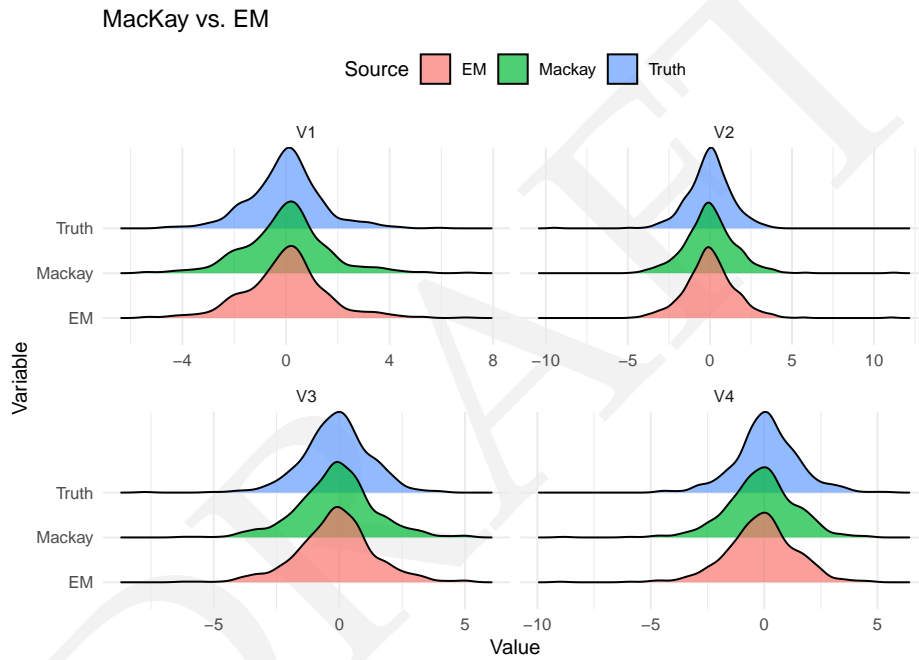 MacKay vs. EM
Source EM Mackay Truth
V1 V2
Truth
Mackay
EM
−4 0 4 8 −10 −5 0 5 10
Variable
V3 V4
Truth
Mackay
EM
−5 0 5 −10 −5 0 5
Value
DRAFT